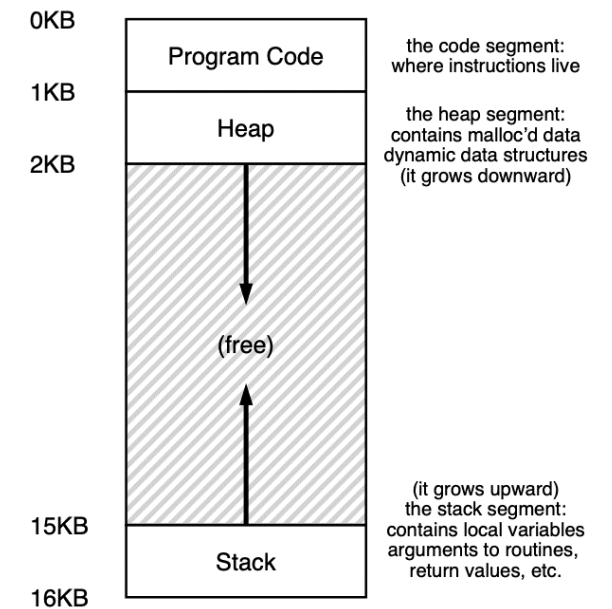 0KB
Program Code
the code segment:
where instructions live
1KB
Heap
the heap segment:
contains malloc'd data
dynamic data structures
(it grows downward)
2KB
(free)
(it grows upward)
the stack segment:
contains local variables
arguments to routines,
return values, etc.
15KB
Stack
16KB